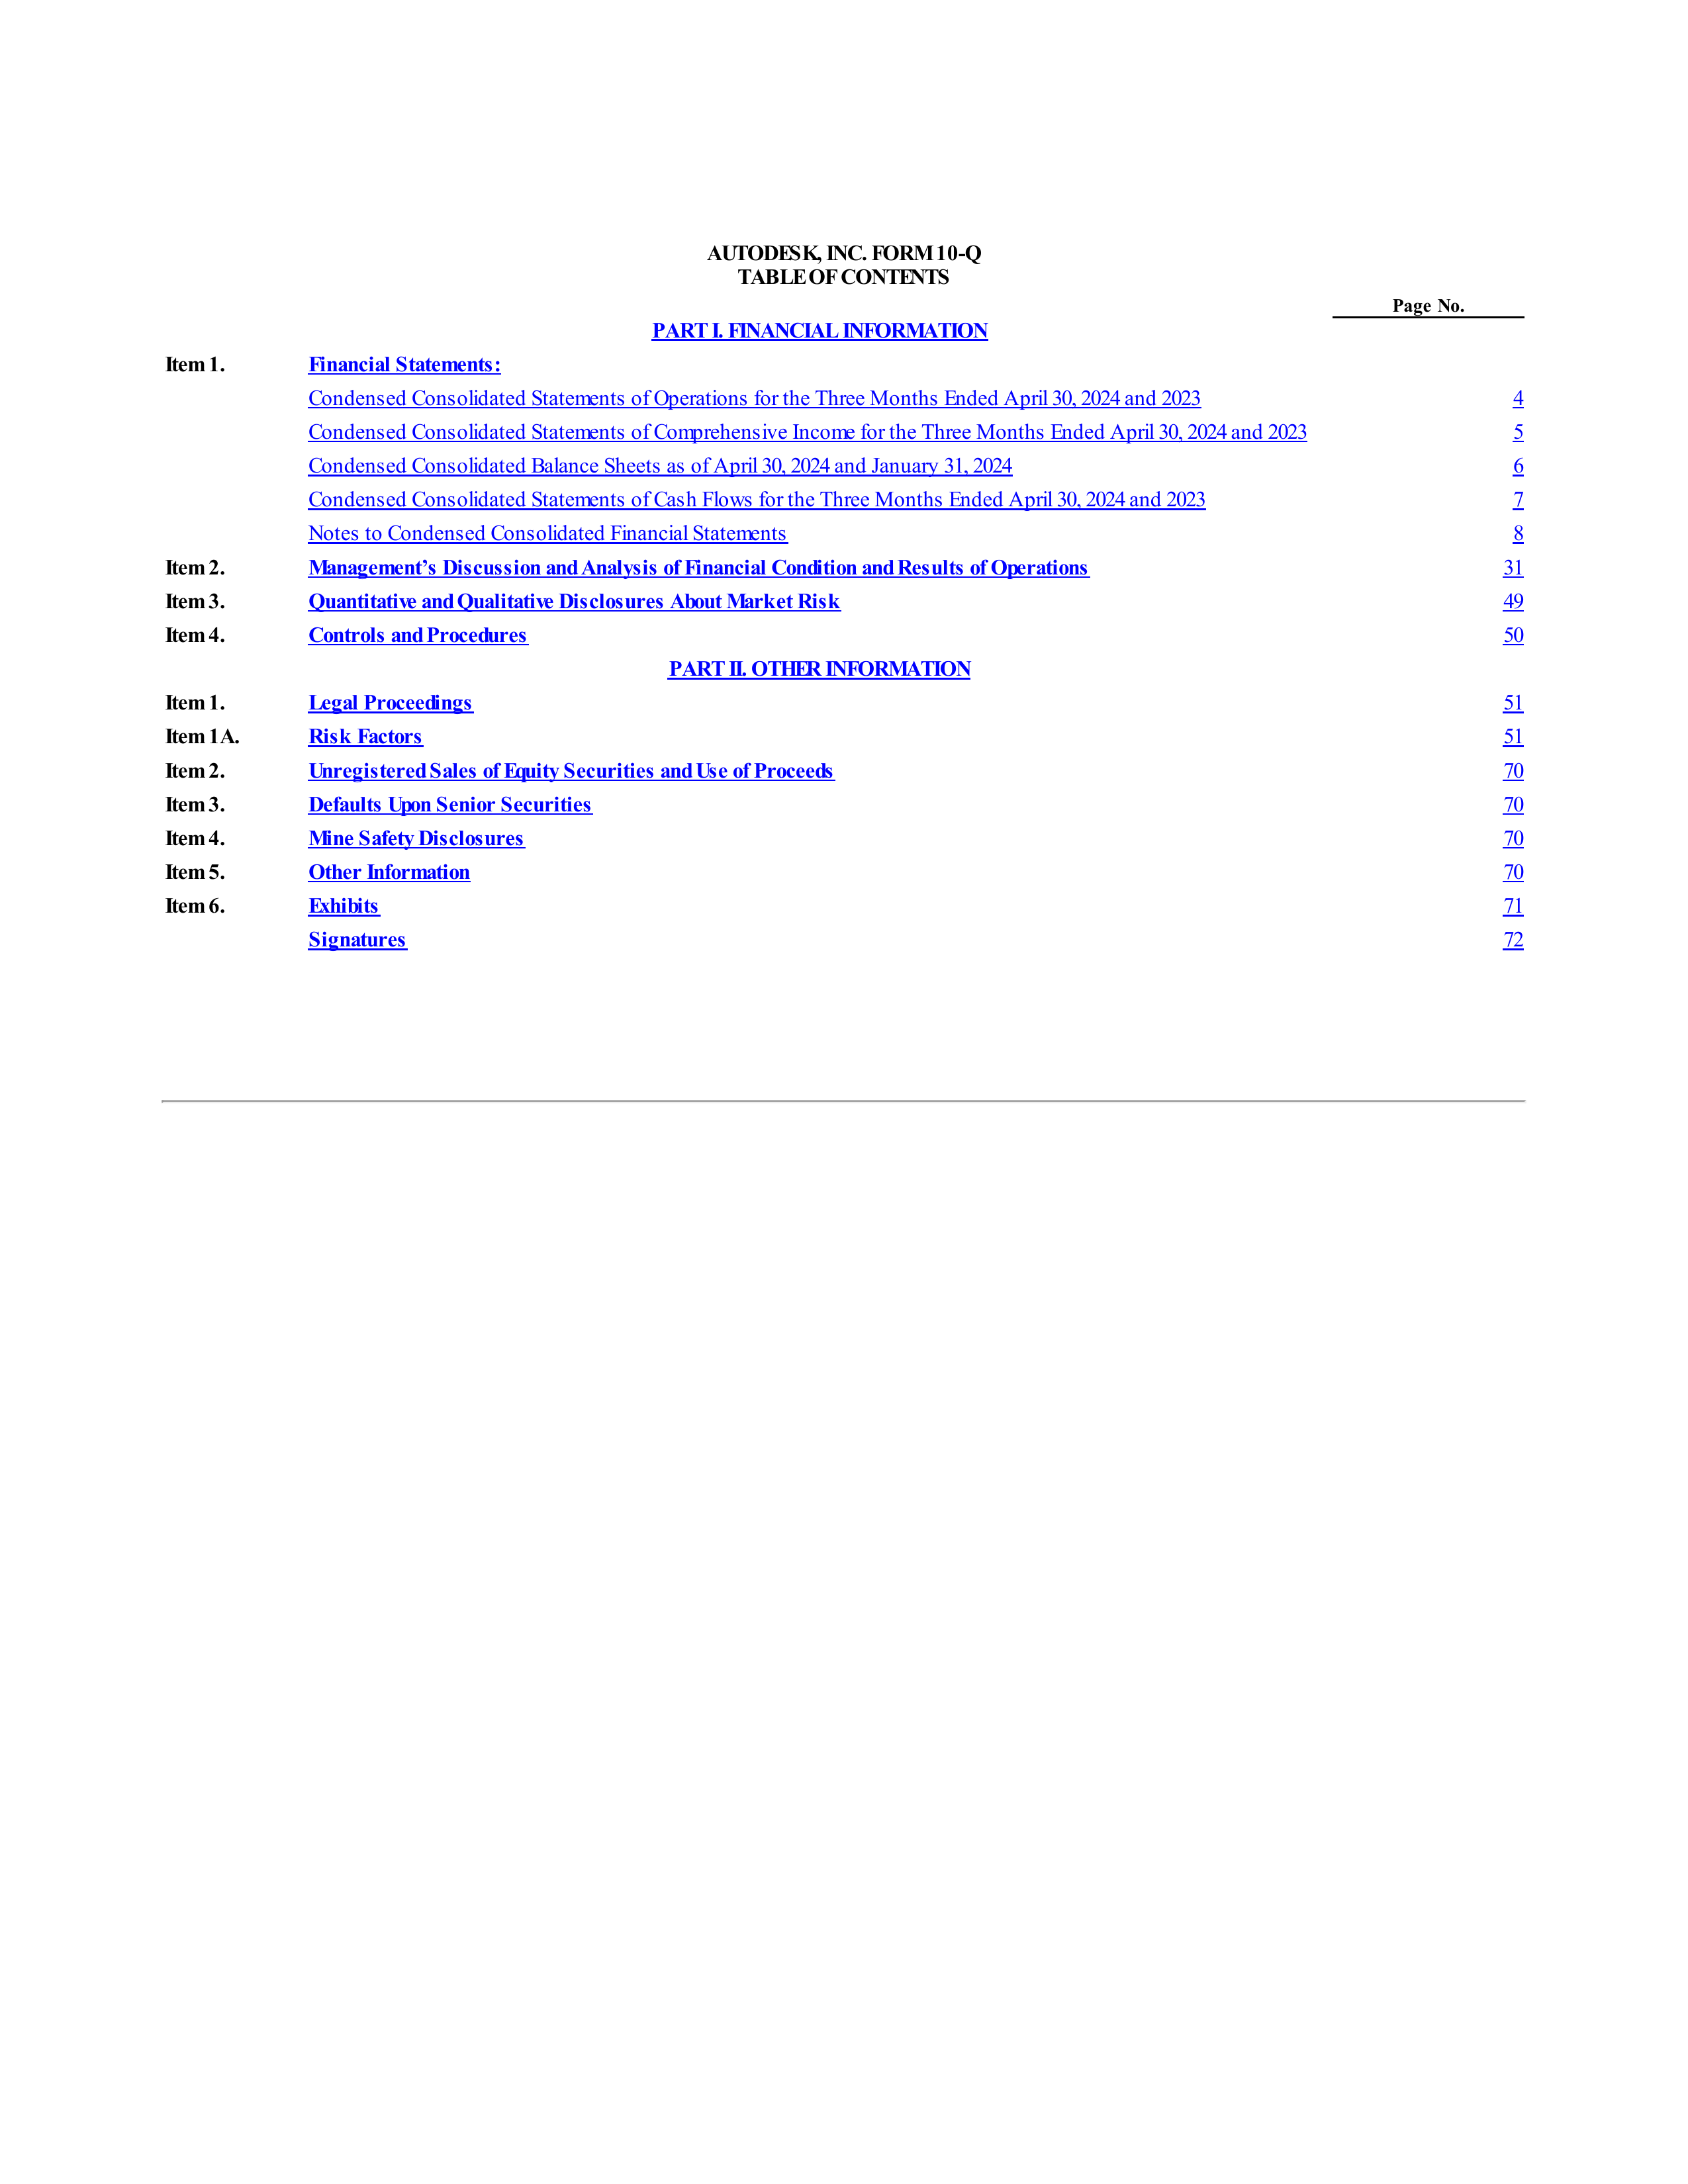 AUTODESK, INC. FORM 10-Q
TABLE OF CONTENTS
Page No.
PART I. FINANCIAL INFORMATION
Item 1. Financial Statements:
Condensed Consolidated Statements of Operations for the Three Months Ended April 30, 2024 and 2023 4
Condensed Consolidated Statements of Comprehensive Income for the Three Months Ended April 30, 2024 and 2023 5
Condensed Consolidated Balance Sheets as of April 30, 2024 and January 31, 2024 6
Condensed Consolidated Statements of Cash Flows for the Three Months Ended April 30, 2024 and 2023 7
Notes to Condensed Consolidated Financial Statements 8
Item 2. Management’s Discussion and Analysis of Financial Condition and Results of Operations 31
Item 3. Quantitative and Qualitative Disclosures About Market Risk 49
Item 4. Controls and Procedures 50
PART II. OTHER INFORMATION
Item 1. Legal Proceedings 51
Item 1A. Risk Factors 51
Item 2. Unregistered Sales of Equity Securities and Use of Proceeds 70
Item 3. Defaults Upon Senior Securities 70
Item 4. Mine Safety Disclosures 70
Item 5. Other Information 70
Item 6. Exhibits 71
Signatures 72